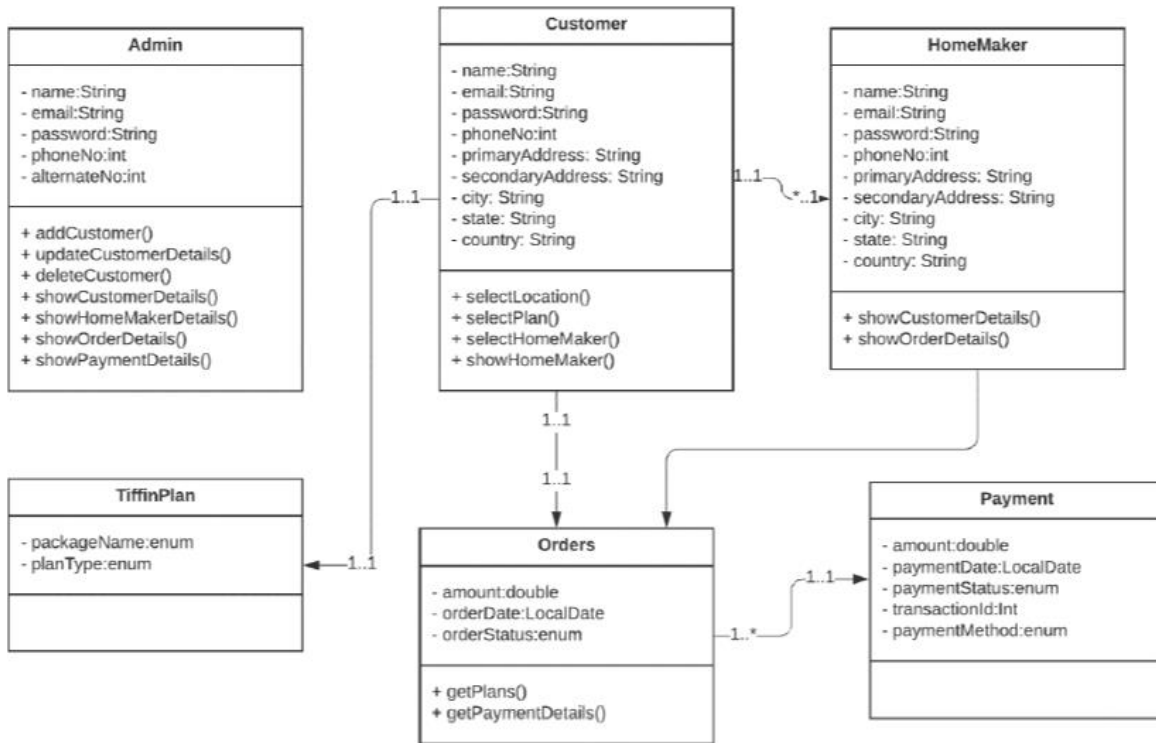 Admin
- name:String
- email:String
- password:String
- phoneNo:int
- alternateNo:int
+ addCustomer()
+ updateCustomerDetails()
+ deleteCustomer()
+ showCustomerDetails()
+ showHomeMakerDetails()
+ showOrderDetails()
+ showPaymentDetails()
Customer
- name:String
- email:String
- password:String
- phoneNo:int
- primaryAddress: String
- secondaryAddress: String
- city: String
- state: String
- country: String
+ selectLocation()
+ selectPlan()
+ selectHomeMaker()
+ showHomeMaker()
HomeMaker
- name:String
- email:String
- password:String
- phoneNo:int
- primaryAddress: String
- secondaryAddress: String
- city: String
- state: String
- country: String
+ showCustomerDetails()
+ showOrderDetails()
1..1
1..1
*..1
1..1
1..1
TiffinPlan
- packageName:enum
- planType:enum
1..1
Orders
- amount:double
- orderDate:LocalDate
- orderStatus:enum
+ getPlans()
+ getPaymentDetails()
1..*
1..1
Payment
- amount:double
- paymentDate:LocalDate
- paymentStatus:enum
- transactionId:Int
- paymentMethod:enum